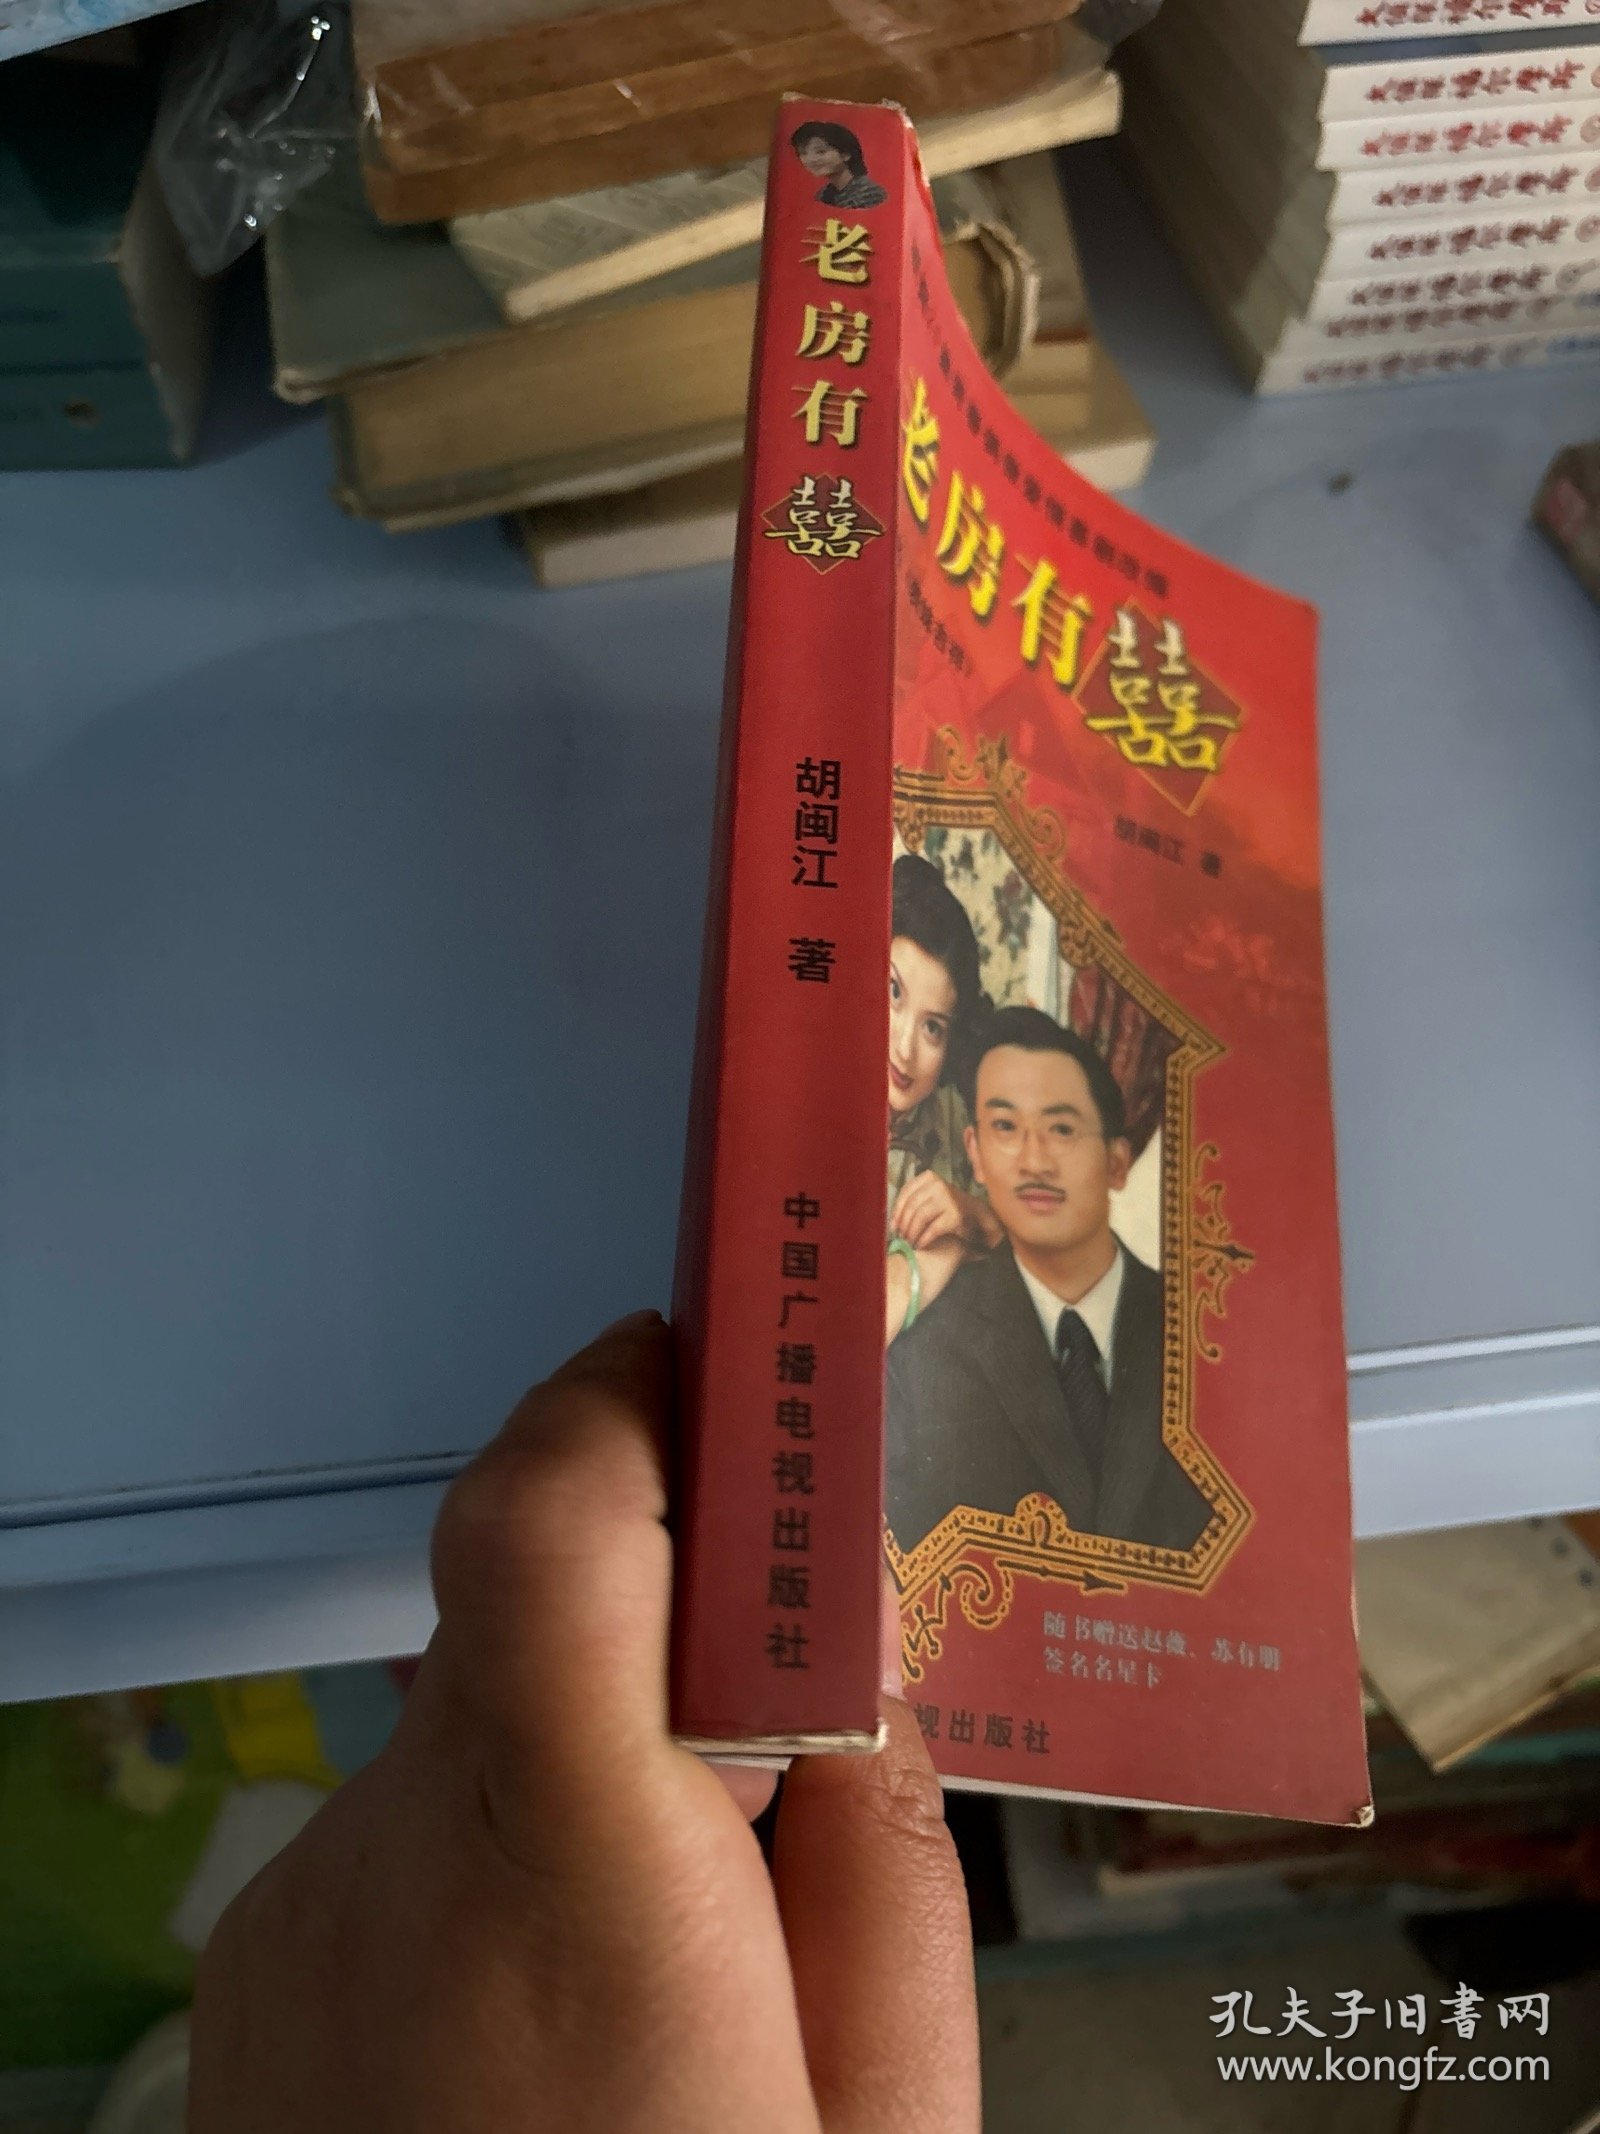 老房有囍
胡闽江 著
中国广播电视出版社
老房有囍
胡闽江 著
随书赠送赵薇、苏有朋
签名名星卡
视出版社
孔夫子旧书网
www.kongfz.com